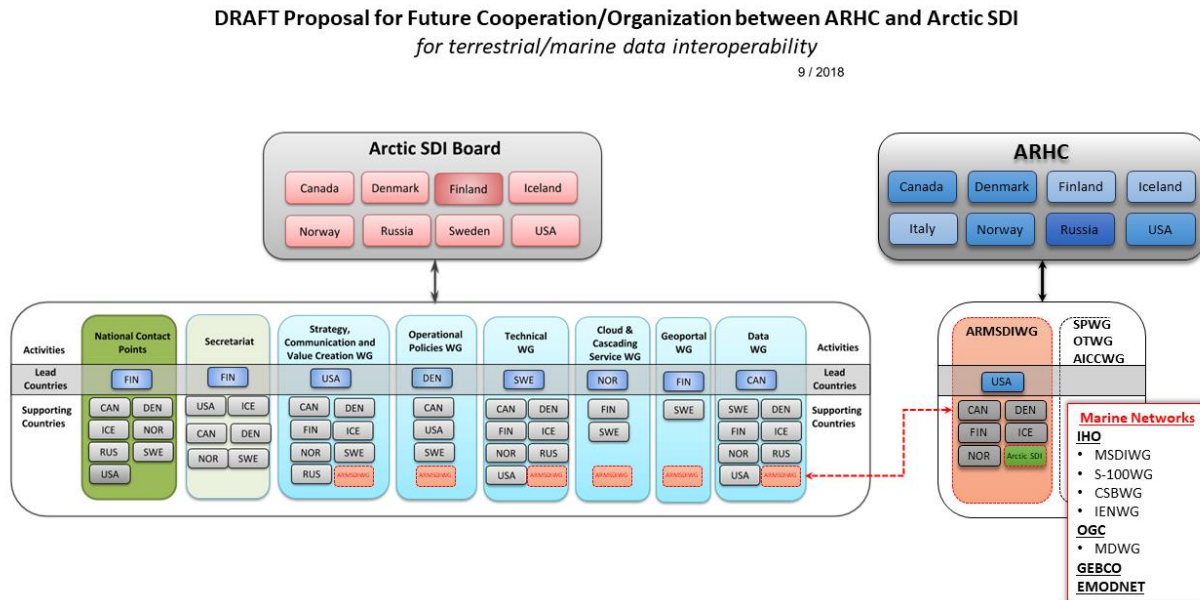 DRAFT Proposal for Future Cooperation/Organization between ARHC and Arctic SDI
for terrestrial/marine data interoperability
9 / 2018
Arctic SDI Board
Canada Denmark Finland Iceland
Norway Russia Sweden USA
ARHC
Canada Denmark Finland Iceland
Italy Norway Russia USA
Activities
Lead
Countries
Supporting
Countries
National Contact
Points
FIN
CAN DEN
ICE NOR
RUS SWE
USA
Secretariat
FIN
USA ICE
CAN DEN
NOR SWE
Strategy,
Communication and
Value Creation WG
USA
CAN DEN
FIN ICE
NOR SWE
RUS ARMSDIWG
Operational
Policies WG
DEN
CAN
USA
SWE
ARMSDIWG
Technical
WG
SWE
CAN DEN
FIN ICE
NOR RUS
USA ARMSDIWG
Cloud &
Cascading
Service WG
NOR
FIN
SWE
ARMSDIWG
Geoportal
WG
FIN
SWE
ARMSDIWG
Data
WG
CAN
SWE DEN
FIN ICE
NOR RUS
USA ARMSDIWG
Activities
Lead
Countries
Supporting
Countries
ARMSDIWG
USA
CAN DEN
FIN ICE
NOR Arctic SDI
SPWG
OTWG
AICCWG
Marine Networks
IHO
• MSDIWG
• S-100WG
• CSBWG
• IENWG
OGC
• MDWG
GEBCO
EMODNET